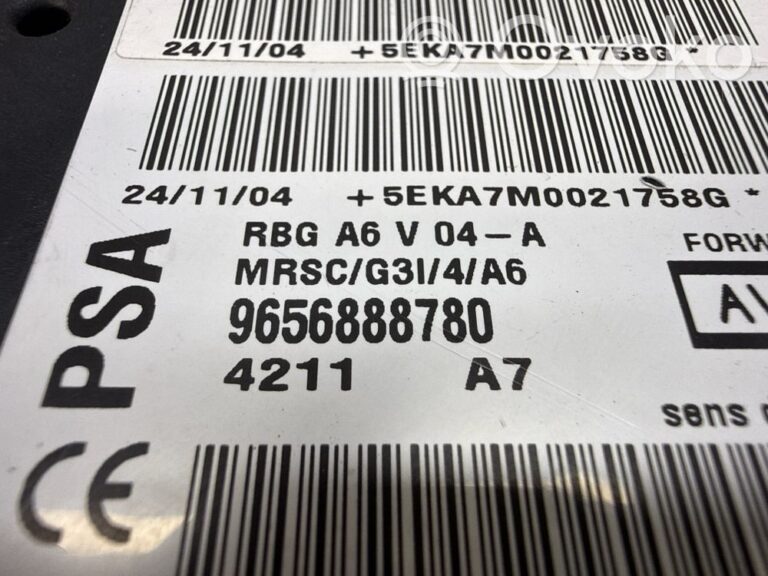 24/11/04 +5EKA7M0021758G *
Ovoko
24/11/04 +5EKA7M0021758G *
RBG A6 V 04-A
FORW
MRSC/G3I/4/A6
9656888780
4211 A7
sens
PSA
CE